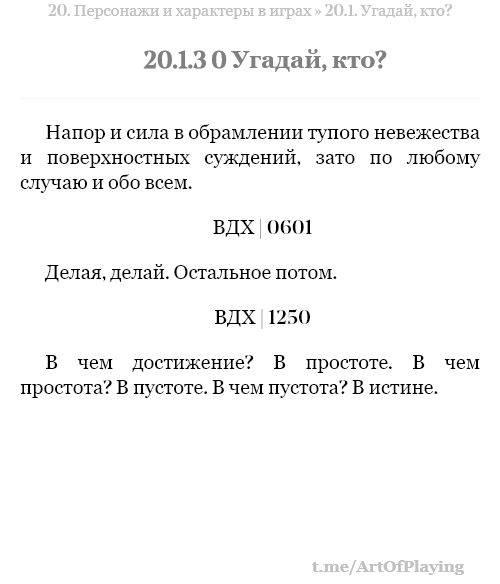 20. Персонажи и характеры в играх » 20.1. Угадай, кто?
20.1.3 0 Угадай, кто?
Напор и сила в обрамлении тупого невежества
и поверхностных суждений, зато по любому
случаю и обо всем.
ВДХ | 0601
Делая, делай. Остальное потом.
ВДХ | 1250
В чем достижение? В простоте. В чем
простота? В пустоте. В чем пустота? В истине.
t.me/ArtOfPlaying